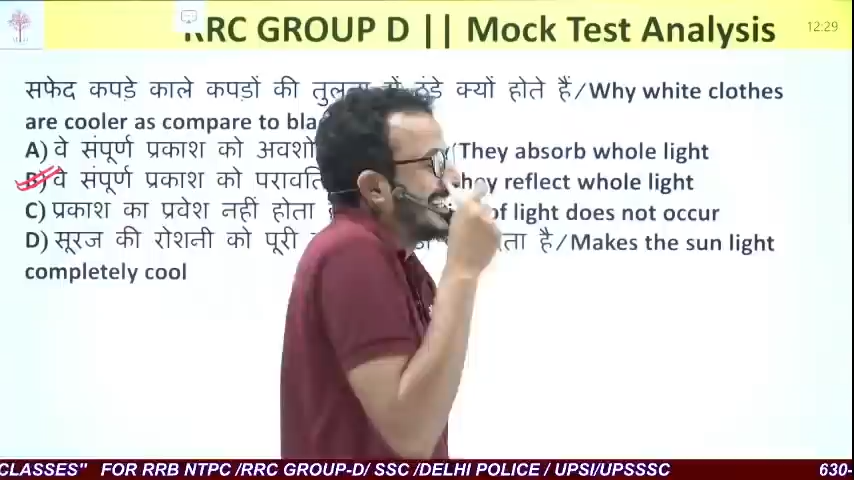 RRC GROUP D || Mock Test Analysis
12:29
सफेद कपड़े काले कपड़ों की तुलना में ठंडे क्यों होते हैं/Why white clothes
are cooler as compare to bla
A) वे संपूर्ण प्रकाश को अवशो /They absorb whole light
B) वे संपूर्ण प्रकाश को परावर्ति hey reflect whole light
C) प्रकाश का प्रवेश नहीं होता of light does not occur
D) सूरज की रोशनी को पूरी ता है/Makes the sun light
completely cool
CLASSES" FOR RRB NTPC /RRC GROUP-D/ SSC /DELHI POLICE / UPSI/UPSSSC
630-